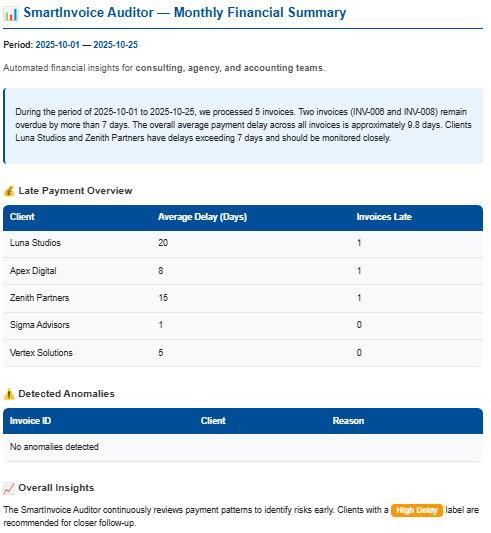 📊 SmartInvoice Auditor — Monthly Financial Summary
Period: 2025-10-01 — 2025-10-25
Automated financial insights for consulting, agency, and accounting teams.
During the period of 2025-10-01 to 2025-10-25, we processed 5 invoices. Two invoices (INV-006 and INV-008) remain
overdue by more than 7 days. The overall average payment delay across all invoices is approximately 9.8 days. Clients
Luna Studios and Zenith Partners have delays exceeding 7 days and should be monitored closely.
💰 Late Payment Overview
Client Average Delay (Days) Invoices Late
Luna Studios 20 1
Apex Digital 8 1
Zenith Partners 15 1
Sigma Advisors 1 0
Vertex Solutions 5 0
⚠️ Detected Anomalies
Invoice ID Client Reason
No anomalies detected
📈 Overall Insights
The SmartInvoice Auditor continuously reviews payment patterns to identify risks early. Clients with a High Delay label are
recommended for closer follow-up.